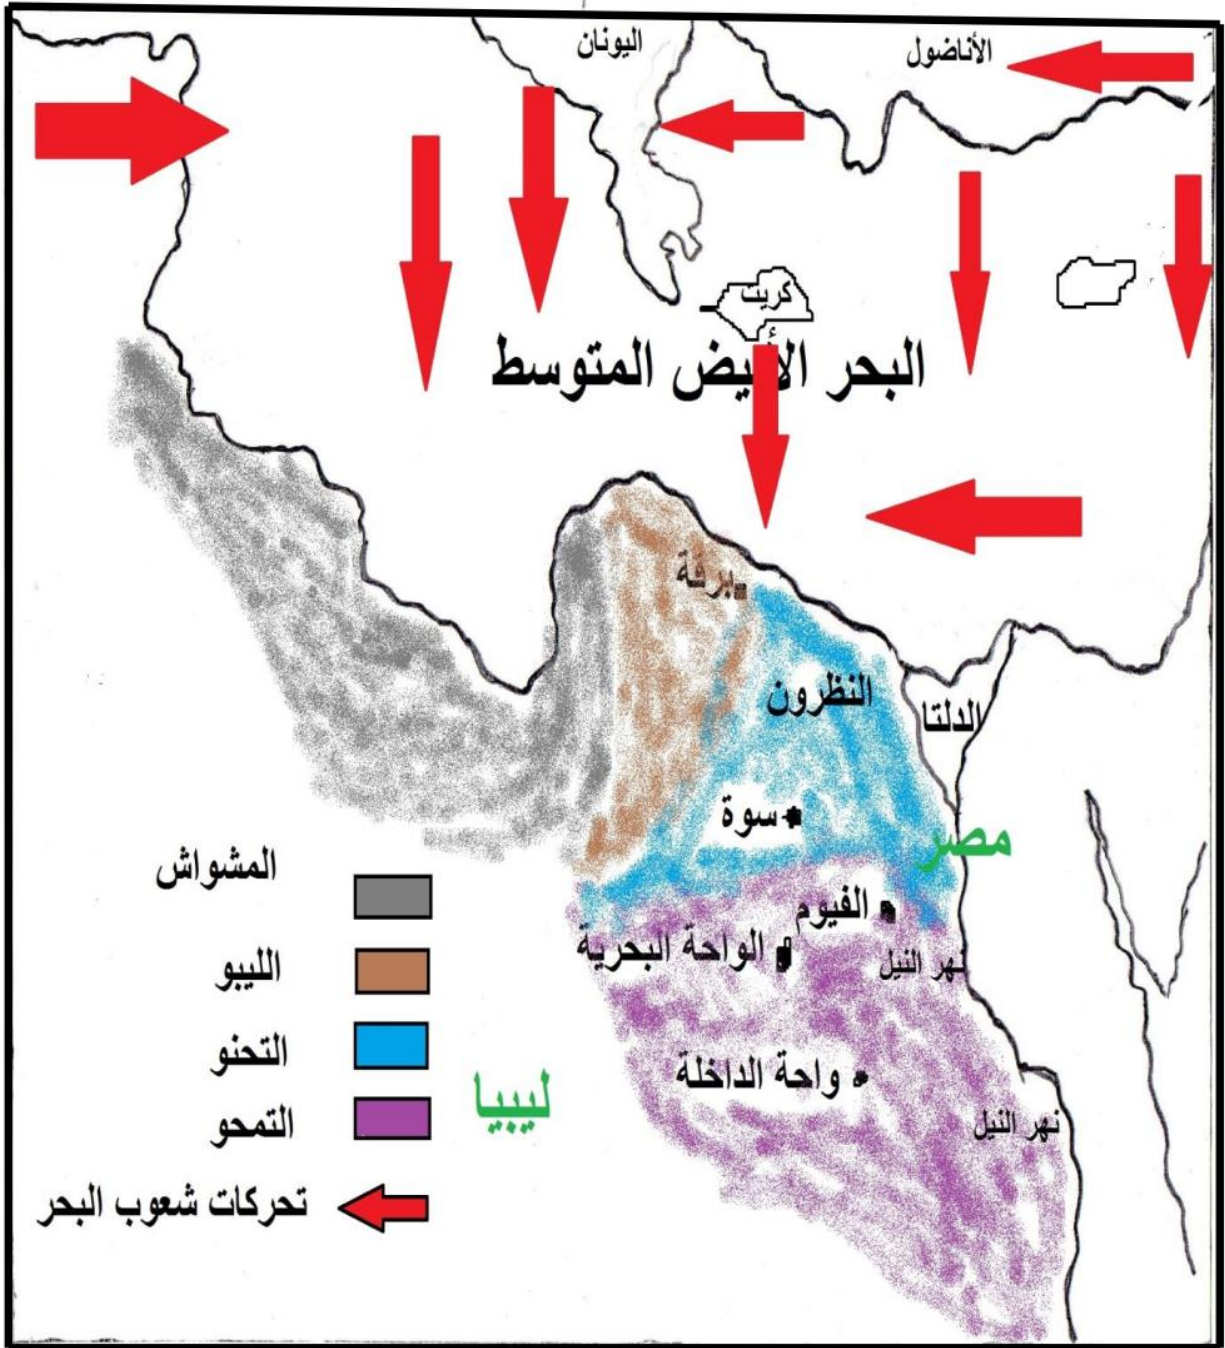 اليونان
الأناضول
كريت
البحر الأبيض المتوسط
برقة
النظرون
الدلتا
سوة
مصر
الفيوم
الواحة البحرية
نهر النيل
واحة الداخلة
نهر النيل
ليبيا
المشواش
الليبو
التحنو
التمحو
تحركات شعوب البحر